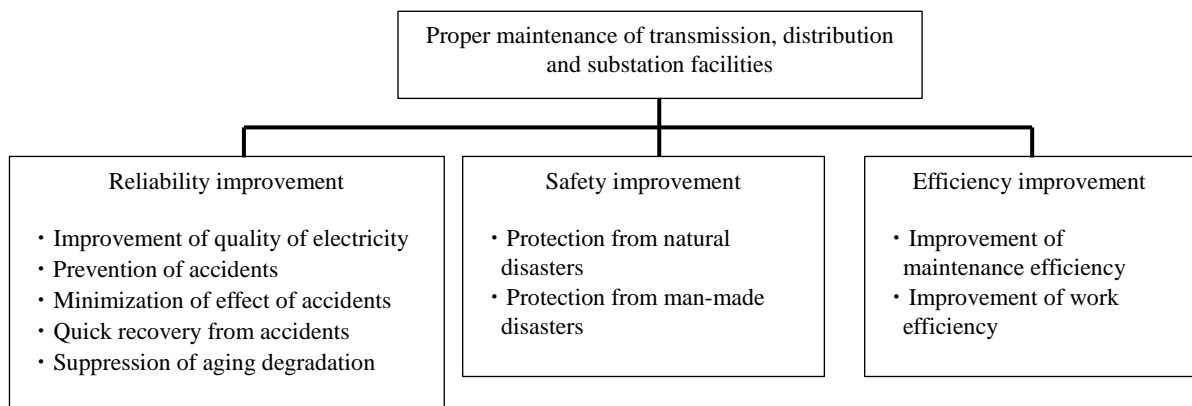 Proper maintenance of transmission, distribution
and substation facilities
Reliability improvement
・Improvement of quality of electricity
・Prevention of accidents
・Minimization of effect of accidents
・Quick recovery from accidents
・Suppression of aging degradation
Safety improvement
・Protection from natural
disasters
・Protection from man-made
disasters
Efficiency improvement
・Improvement of
maintenance efficiency
・Improvement of work
efficiency